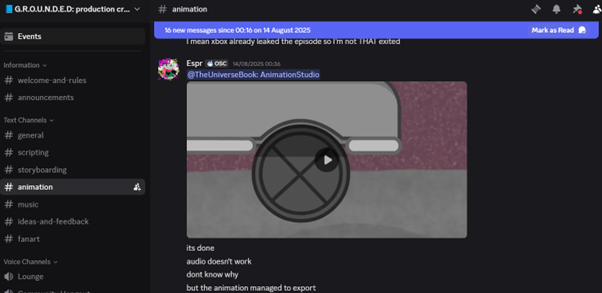 G.R.O.U.N.D.E.D: production cr...
Events
Information
welcome-and-rules
announcements
Text Channels
general
scripting
storyboarding
animation
music
ideas-and-feedback
fanart
Voice Channels
Lounge
# animation
16 new messages since 00:16 on 14 August 2025
Mark as Read
I mean xbox already leaked the episode so I'm not THAT exited
Espr OSC 14/08/2025 00:36
@TheUniverseBook: AnimationStudio
its done
audio doesn't work
dont know why
but the animation managed to export